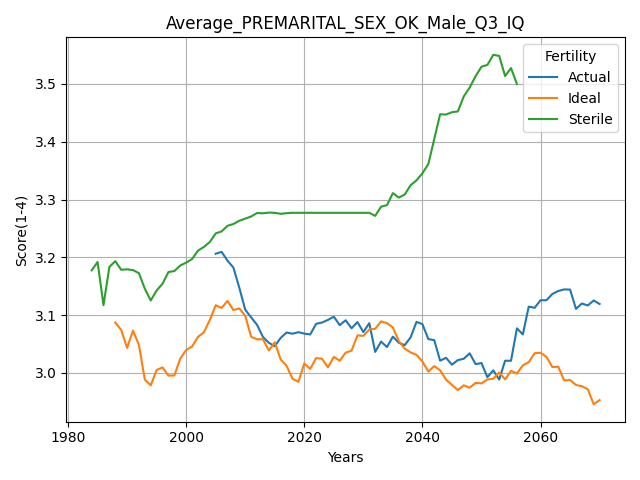 Average_PREMARITAL_SEX_OK_Male_Q3_IQ
Score(1-4)
3.5
3.4
3.3
3.2
3.1
3.0
Fertility
Actual
Ideal
Sterile
1980 2000 2020 2040 2060
Years